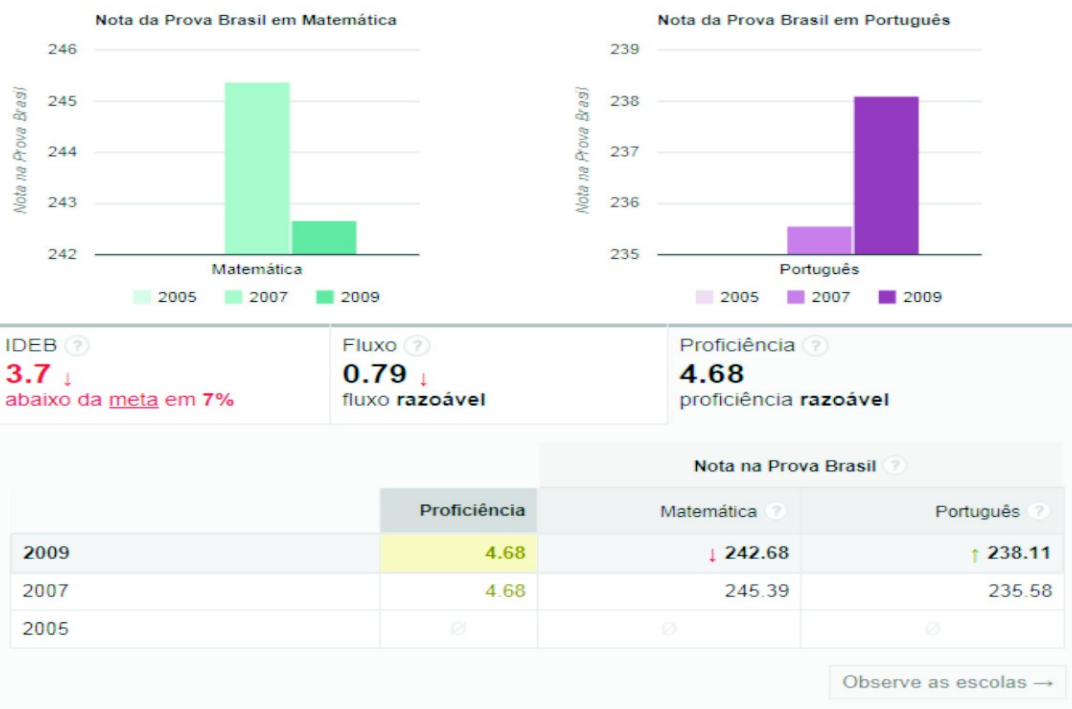 Nota da Prova Brasil em Matemática
246
245
244
243
242
Nota na Prova Brasil
Matemática
2005 2007 2009
Nota da Prova Brasil em Português
239
238
237
236
235
Nota na Prova Brasil
Português
2005 2007 2009
IDEB ?
3.7 ↓
abaixo da meta em 7%
Fluxo ?
0.79 ↓
fluxo razoável
Proficiência ?
4.68
proficiência razoável
Nota na Prova Brasil ?
Proficiência Matemática ? Português ?
2009 4.68 ↓ 242.68 ↑ 238.11
2007 4.68 245.39 235.58
2005 Ø Ø Ø
Observe as escolas →